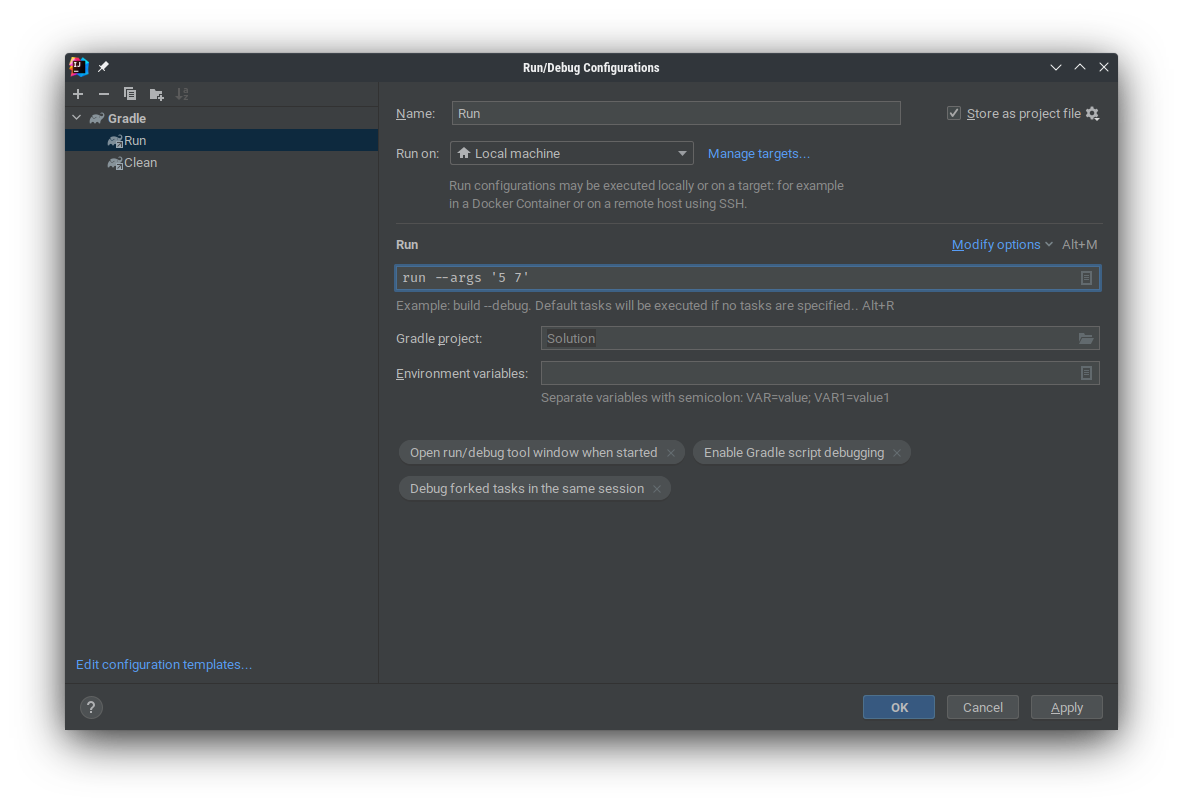 Run/Debug Configurations
Gradle
Run
Clean
Edit configuration templates...
Name: Run Store as project file
Run on: Local machine Manage targets...
Run configurations may be executed locally or on a target: for example
in a Docker Container or on a remote host using SSH.
Run Modify options Alt+M
run --args '5 7'
Example: build --debug. Default tasks will be executed if no tasks are specified.. Alt+R
Gradle project: Solution
Environment variables:
Separate variables with semicolon: VAR=value; VAR1=value1
Open run/debug tool window when started Enable Gradle script debugging
Debug forked tasks in the same session
? OK Cancel Apply